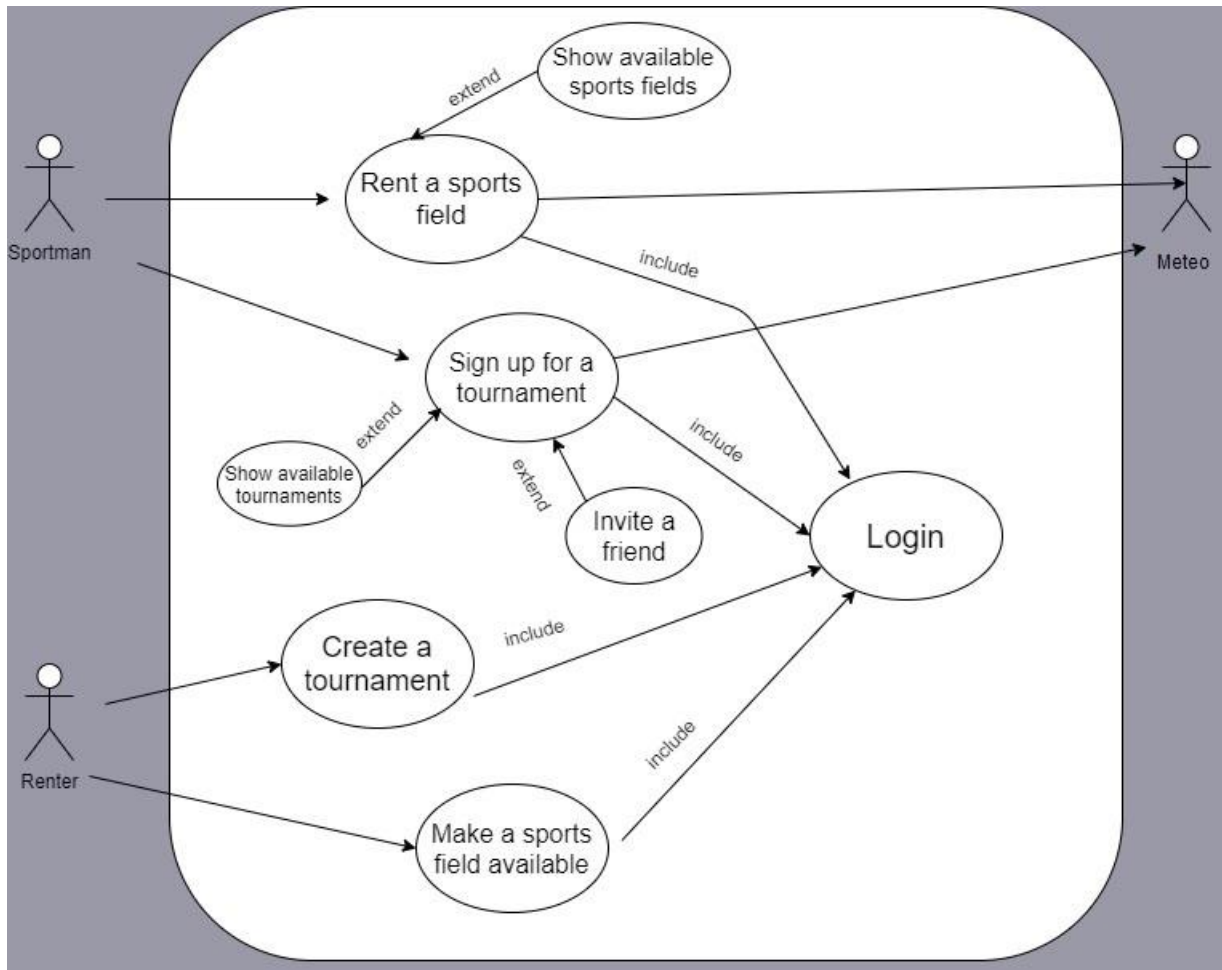 Show available
sports fields
extend
Rent a sports
field
Sportman
Meteo
include
Sign up for a
tournament
extend
include
Show available
tournaments
extend
Invite a
friend
Login
Create a
tournament
include
Renter
include
Make a sports
field available